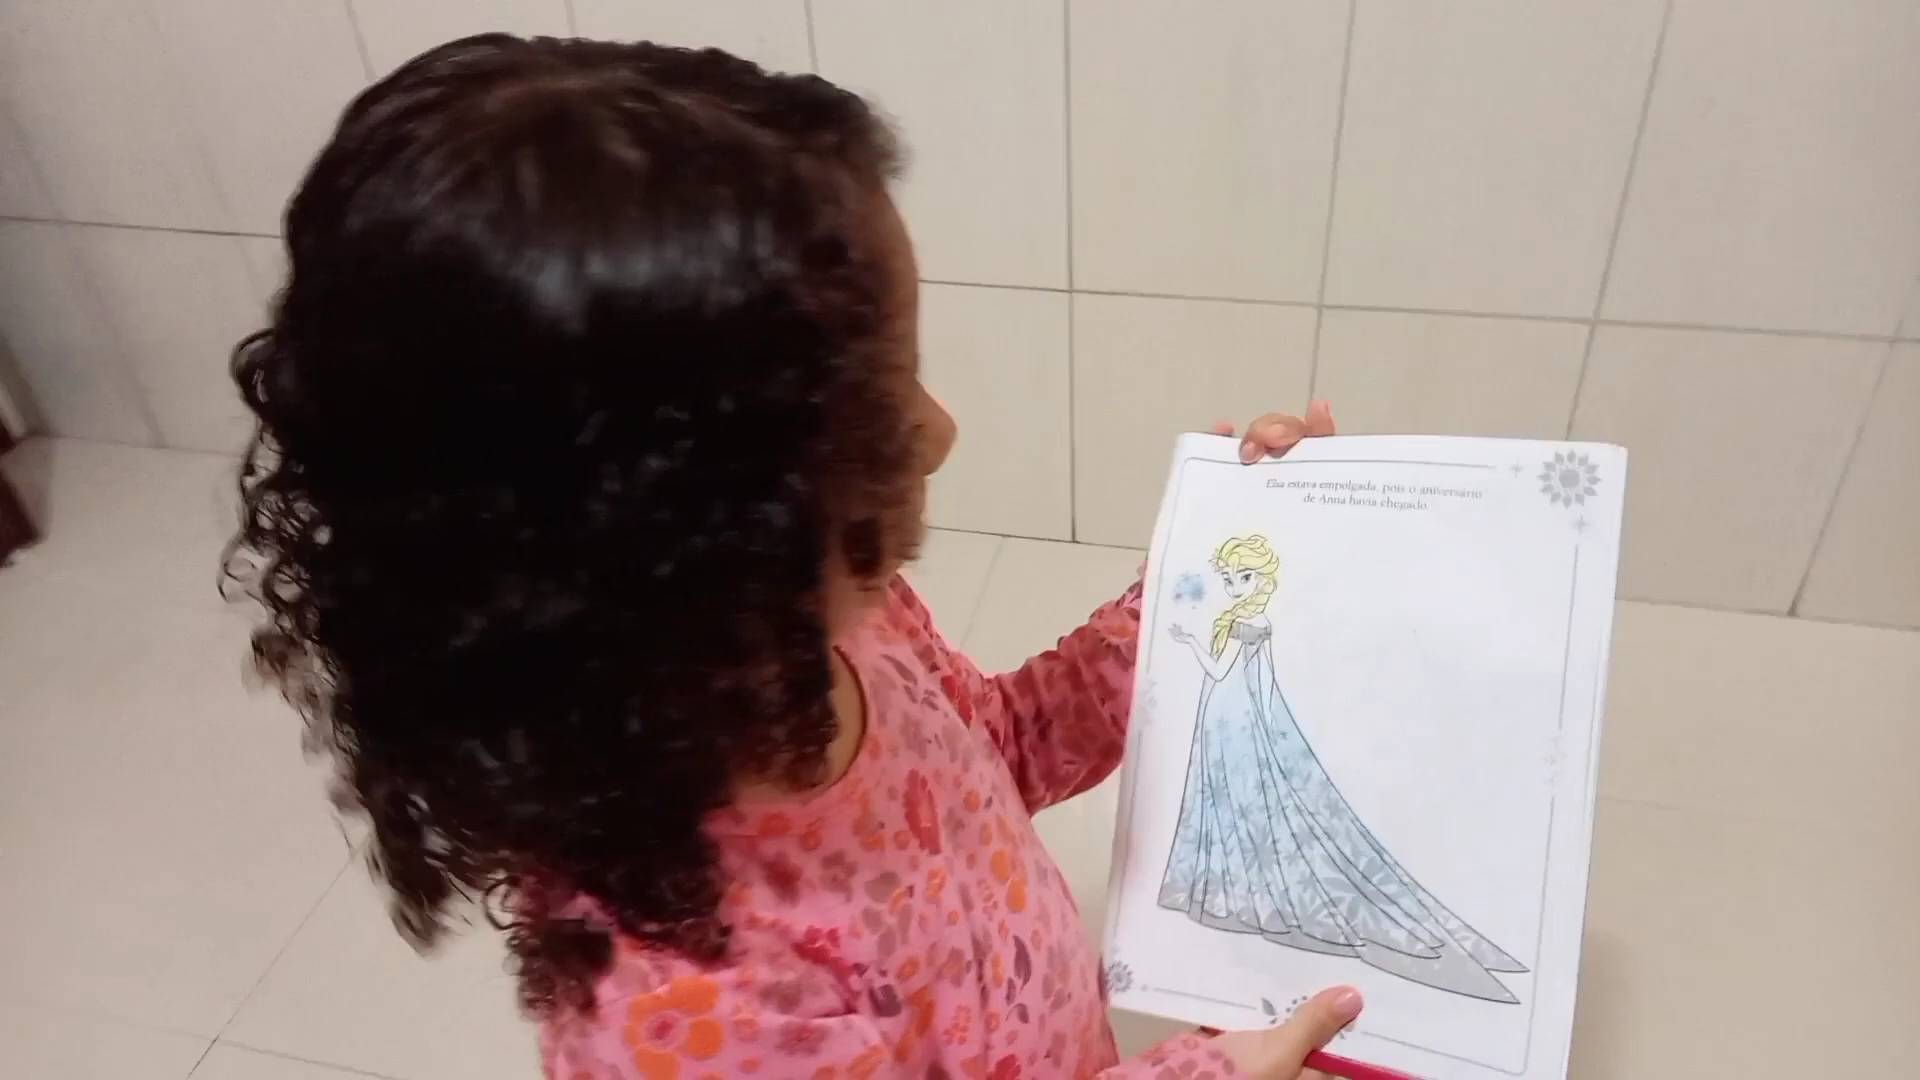 Elsa estava empolgada, pois o aniversário
de Anna havia chegado.